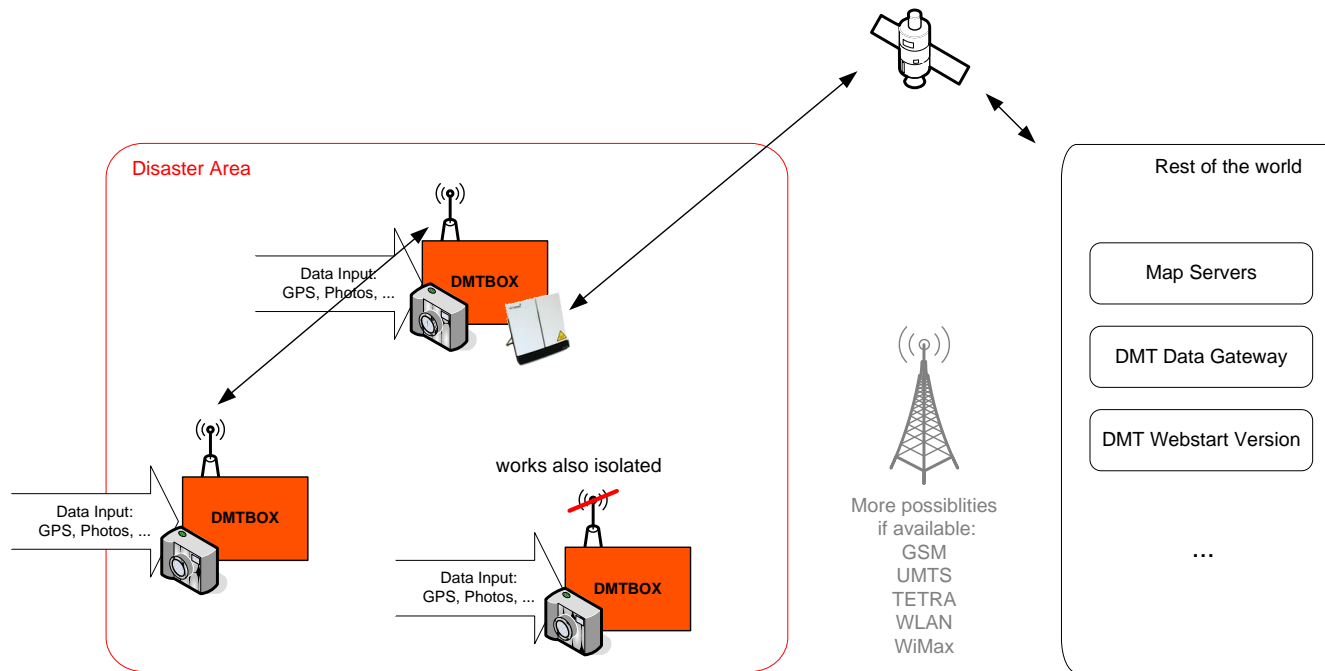 Disaster Area
Rest of the world
Data Input:
GPS, Photos, ...
DMTBOX
Map Servers
DMT Data Gateway
DMT Webstart Version
...
works also isolated
Data Input:
GPS, Photos, ...
DMTBOX
Data Input:
GPS, Photos, ...
DMTBOX
More possiblities
if available:
GSM
UMTS
TETRA
WLAN
WiMax